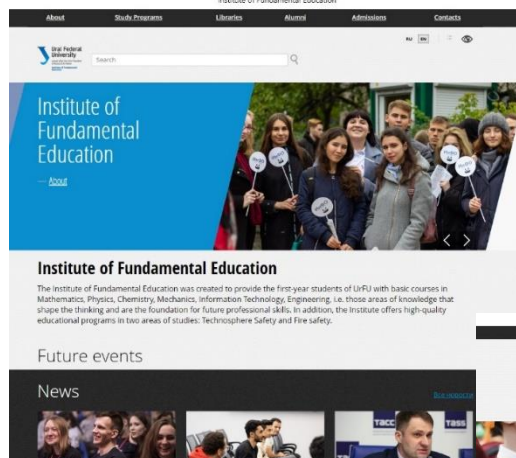 Institute of Fundamental Education
About Study Programs Libraries Alumni Admissions Contacts
RU EN
Ural Federal
University
Search
Institute of
Fundamental
Education
— About
Institute of Fundamental Education
The Institute of Fundamental Education was created to provide the first-year students of UrFU with basic courses in
Mathematics, Physics, Chemistry, Mechanics, Information Technology, Engineering, i.e. those areas of knowledge that
shape the thinking and are the foundation for future professional skills. In addition, the Institute offers high-quality
educational programs in two areas of studies: Technosphere Safety and Fire safety.
Future events
News
Все новости
ТАСС
TASS